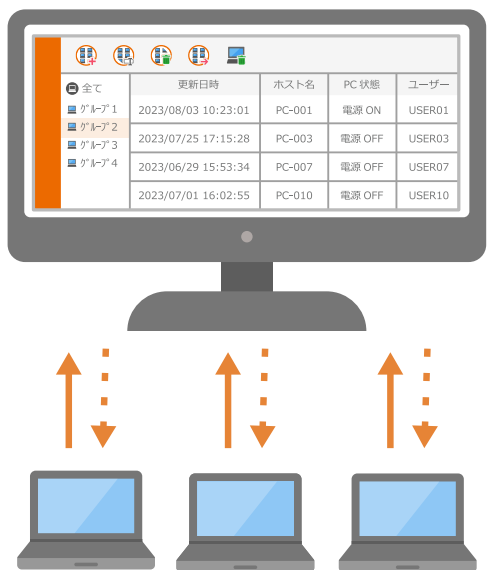 全て
ｸﾞﾙｰﾌﾟ1
ｸﾞﾙｰﾌﾟ2
ｸﾞﾙｰﾌﾟ3
ｸﾞﾙｰﾌﾟ4
更新日時 ホスト名 PC 状態 ユーザー
2023/08/03 10:23:01 PC-001 電源 ON USER01
2023/07/25 17:15:28 PC-003 電源 OFF USER03
2023/06/29 15:53:34 PC-007 電源 OFF USER07
2023/07/01 16:02:55 PC-010 電源 OFF USER10